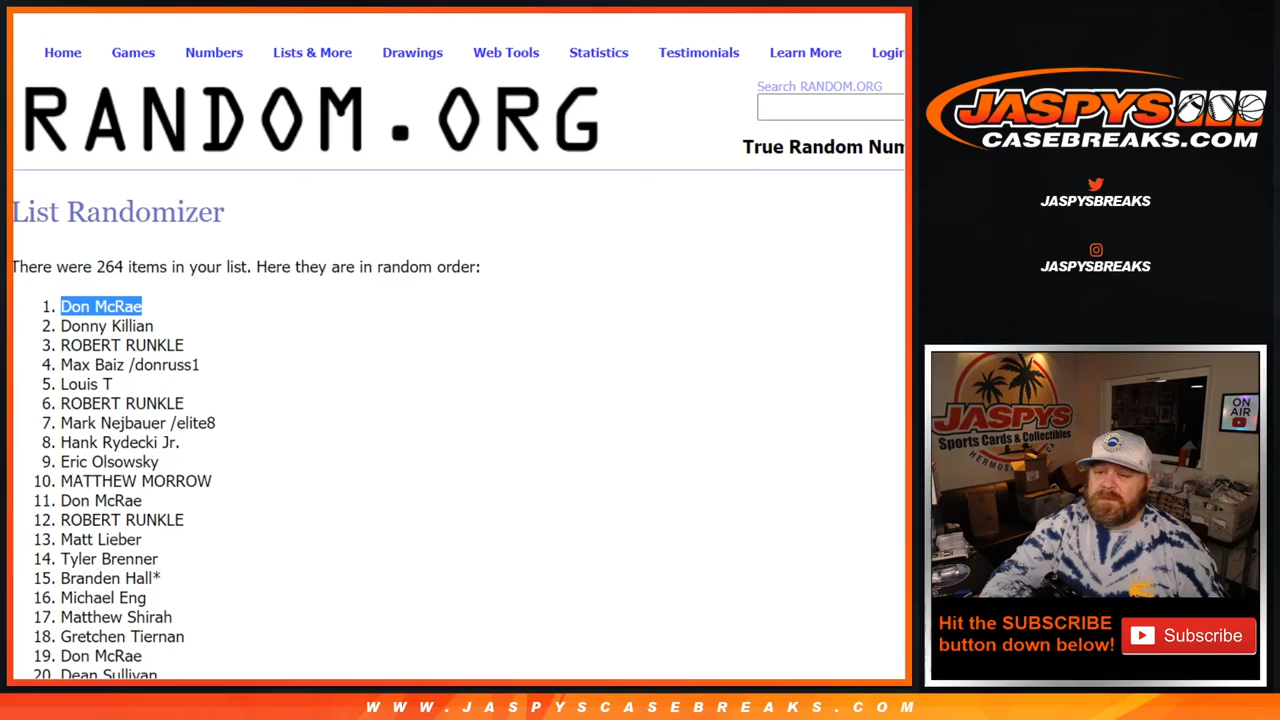 Home Games Numbers Lists & More Drawings Web Tools Statistics Testimonials Learn More Login
RANDOM.ORG
Search RANDOM.ORG
True Random Num
List Randomizer
There were 264 items in your list. Here they are in random order:
1. Don McRae
2. Donny Killian
3. ROBERT RUNKLE
4. Max Baiz /donruss1
5. Louis T
6. ROBERT RUNKLE
7. Mark Nejbauer /elite8
8. Hank Rydecki Jr.
9. Eric Olsowsky
10. MATTHEW MORROW
11. Don McRae
12. ROBERT RUNKLE
13. Matt Lieber
14. Tyler Brenner
15. Branden Hall*
16. Michael Eng
17. Matthew Shirah
18. Gretchen Tiernan
19. Don McRae
20. Dean Sullivan
JASPYS
CASEBREAKS.COM
JASPYSBREAKS
JASPYSBREAKS
JASPYS
Sports Cards & Collectibles
HERMOS
CA
ON
AIR
Hit the SUBSCRIBE
button down below!
Subscribe
WWW.JASPYSCASEBREAKS.COM